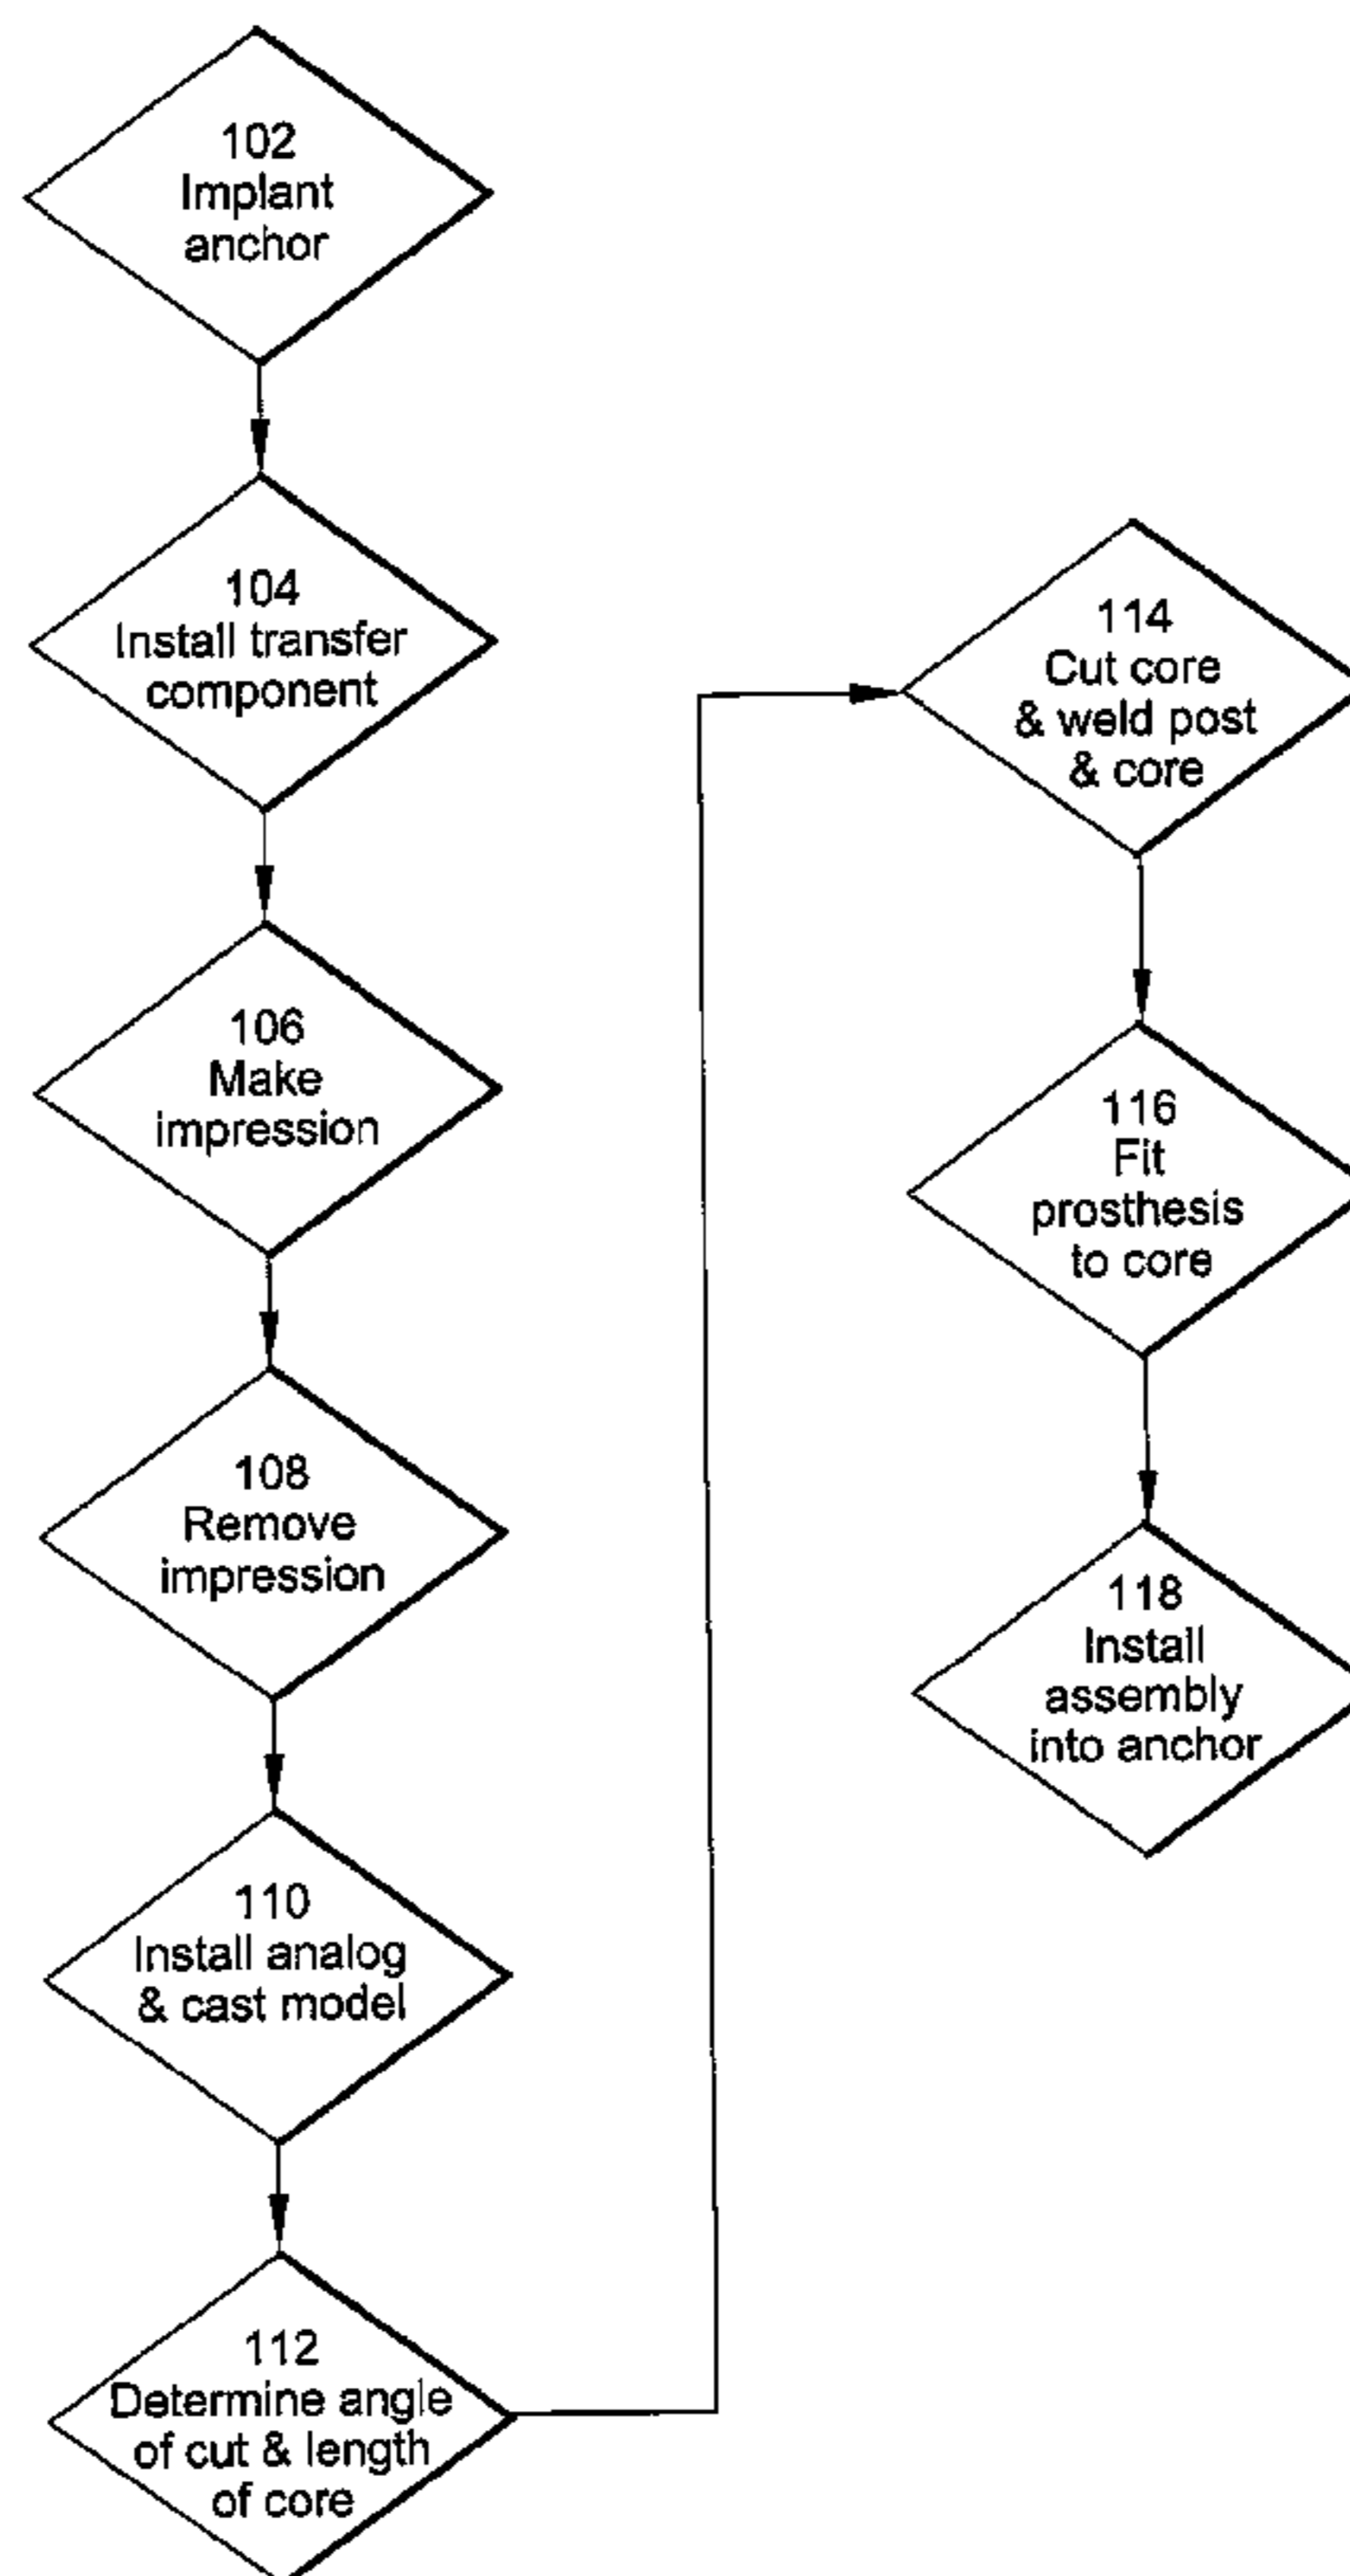 102
Implant
anchor
104
Install transfer
component
106
Make
impression
108
Remove
impression
110
Install analog
& cast model
112
Determine angle
of cut & length
of core
114
Cut core
& weld post
& core
116
Fit
prosthesis
to core
118
Install
assembly
into anchor